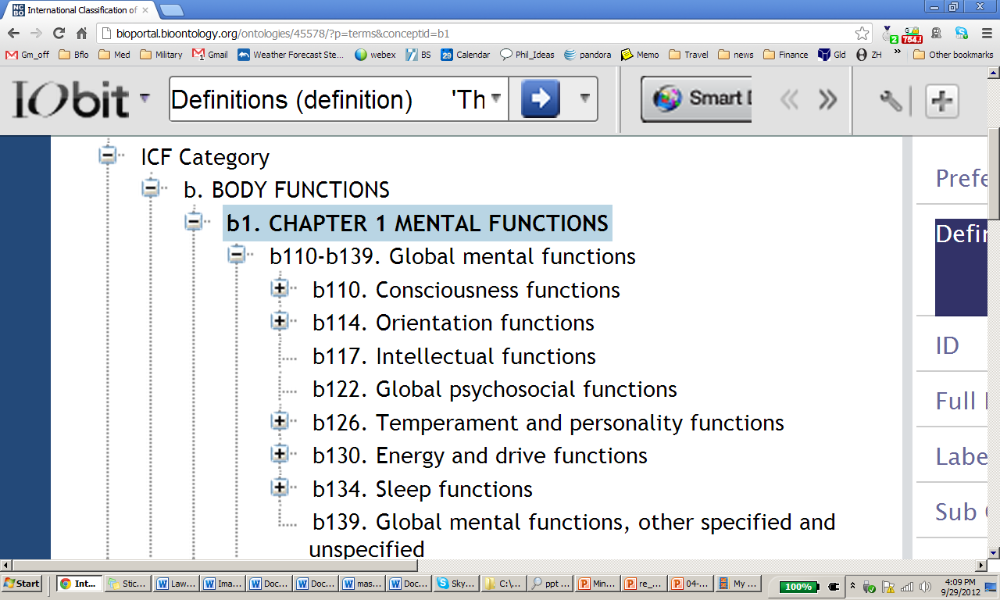 International Classification of
bioportal.bioontology.org/ontologies/45578/?p=terms&conceptid=b1
2
754.!
Gm_off Bflo Med Military Gmail Weather Forecast Ste... webex BS 29 Calendar Phil_Ideas pandora Memo Travel news Finance Gld ZH » Other bookmarks
IObit Definitions (definition) 'Th Smart
ICF Category
b. BODY FUNCTIONS
b1. CHAPTER 1 MENTAL FUNCTIONS
b110-b139. Global mental functions
b110. Consciousness functions
b114. Orientation functions
b117. Intellectual functions
b122. Global psychosocial functions
b126. Temperament and personality functions
b130. Energy and drive functions
b134. Sleep functions
b139. Global mental functions, other specified and
unspecified
Prefe
Defin
ID
Full
Labe
Sub
Start Int... Stic... Law... Ima... Doc... Doc... mas... Doc... Sky... C:\... ppt ... Min... re_... 04-... My ... 100% 4:09 PM
9/29/2012